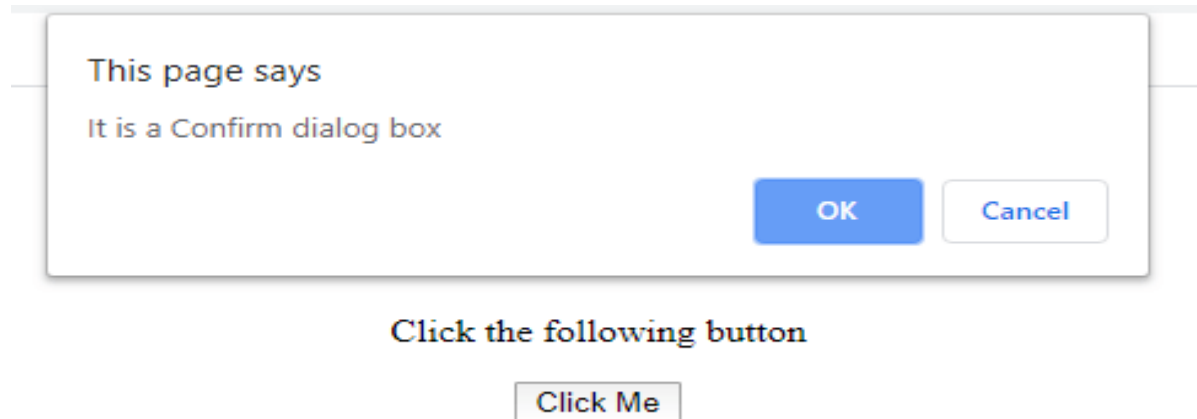 This page says
It is a Confirm dialog box
OK Cancel
Click the following button
Click Me